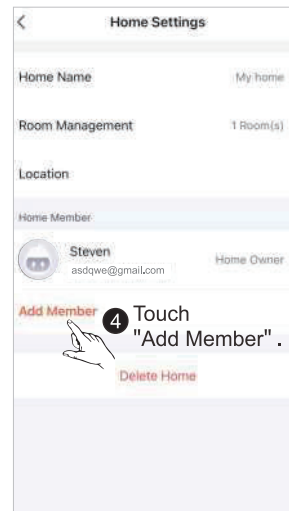 Home Settings
Home Name My home
Room Management 1 Room(s)
Location
Home Member
Steven
asdqwe@gmail.com Home Owner
Add Member
4 Touch
"Add Member" .
Delete Home